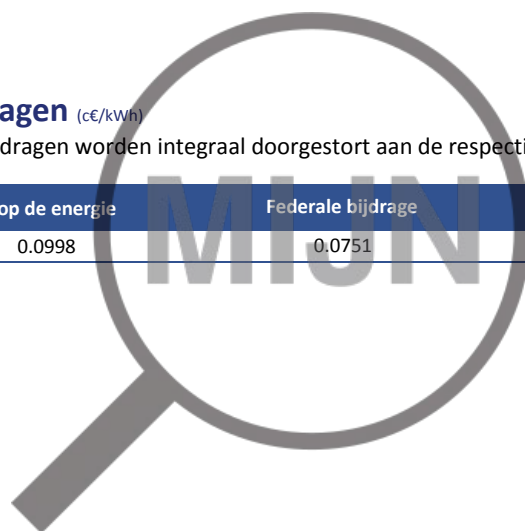 agen (c€/kWh)
dragen worden integraal doorgestort aan de respecti
op de energie Federale bijdrage
0.0998 0.0751
MIJN